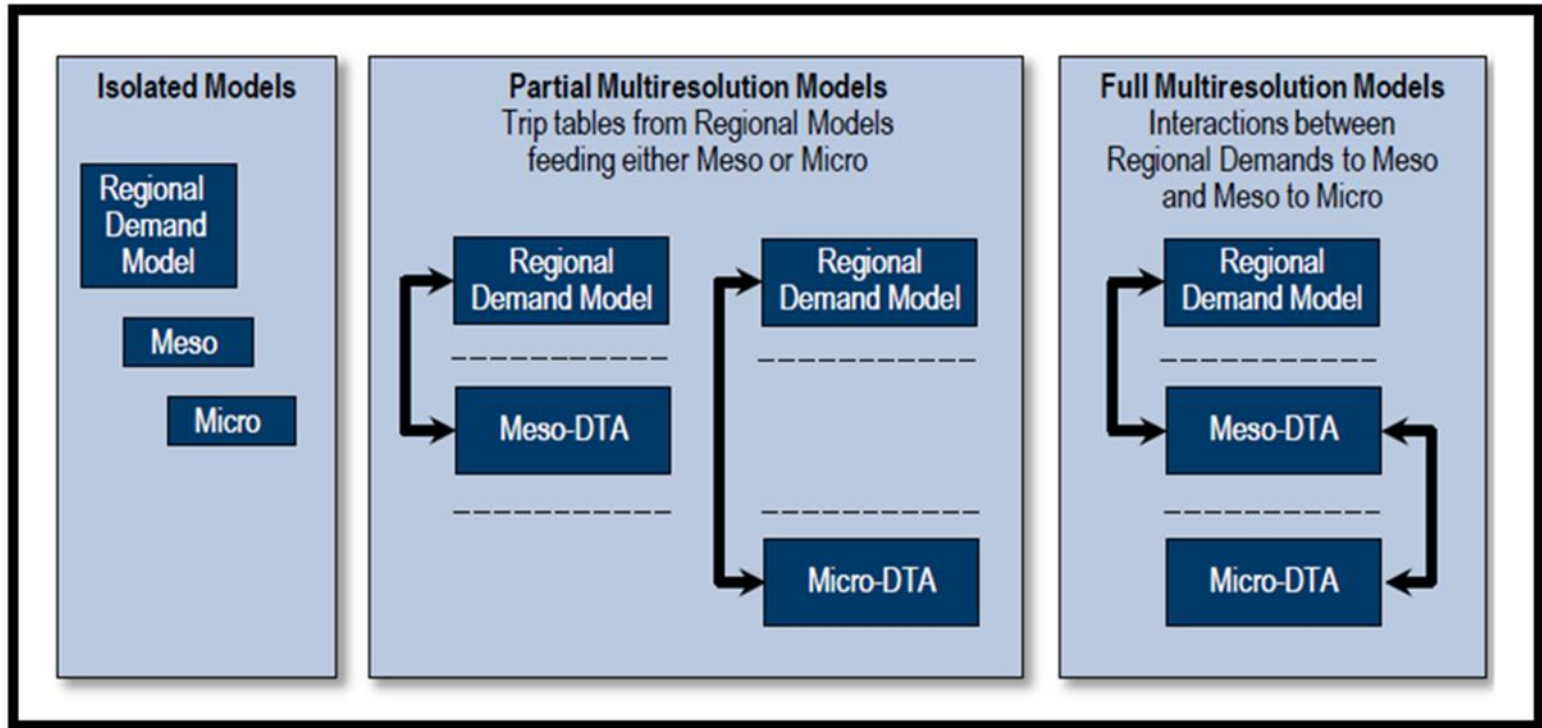 Isolated Models
Regional
Demand
Model
Meso
Micro
Partial Multiresolution Models
Trip tables from Regional Models
feeding either Meso or Micro
Regional
Demand Model
Meso-DTA
Regional
Demand Model
Micro-DTA
Full Multiresolution Models
Interactions between
Regional Demands to Meso
and Meso to Micro
Regional
Demand Model
Meso-DTA
Micro-DTA